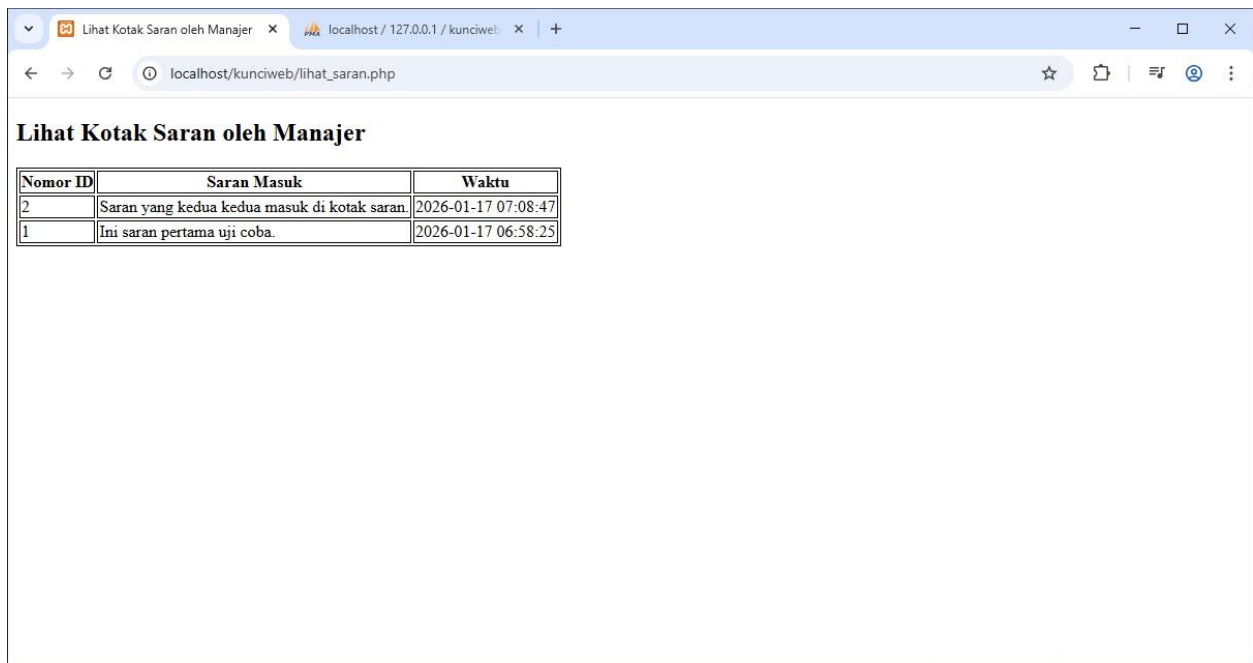 Lihat Kotak Saran oleh Manajer
localhost / 127.0.0.1 / kunciweb
localhost/kunciweb/lihat_saran.php
Lihat Kotak Saran oleh Manajer
Nomor ID Saran Masuk Waktu
2 Saran yang kedua kedua masuk di kotak saran. 2026-01-17 07:08:47
1 Ini saran pertama uji coba. 2026-01-17 06:58:25